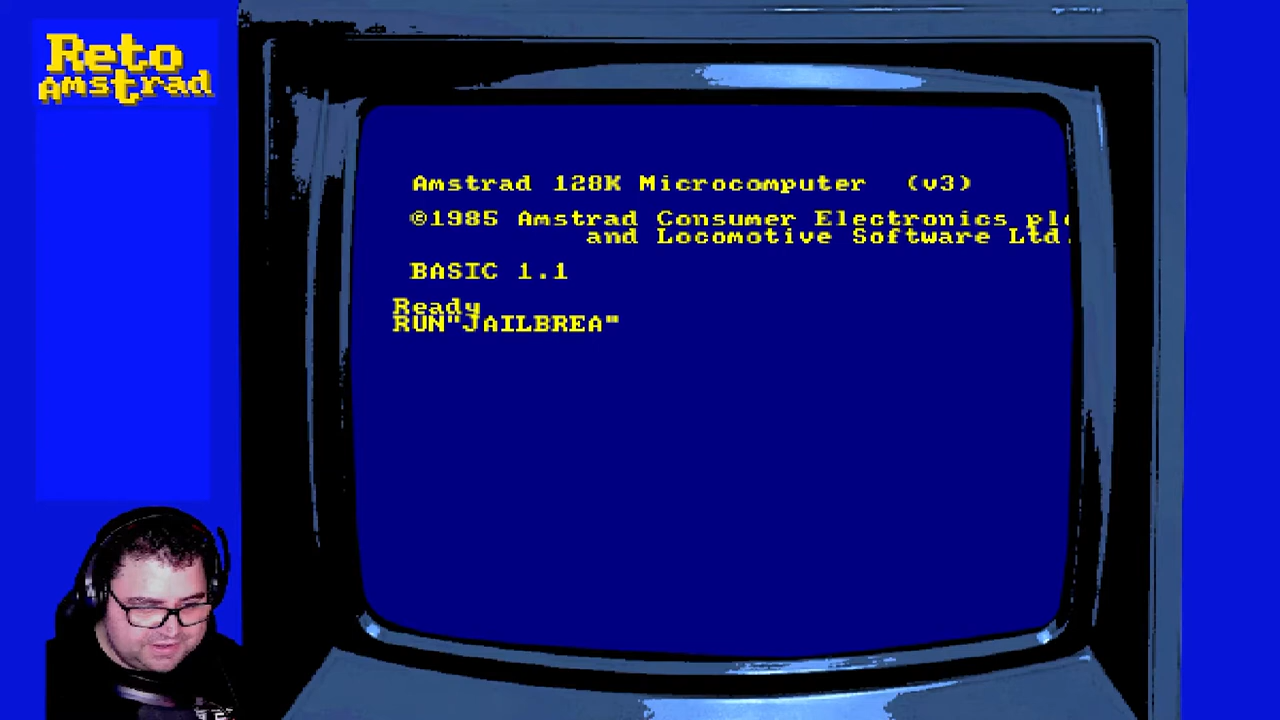 Reto
Amstrad
Amstrad 128K Microcomputer (v3)
©1985 Amstrad Consumer Electronics plc
and Locomotive Software Ltd.
BASIC 1.1
Ready
RUN"JAILBREA"